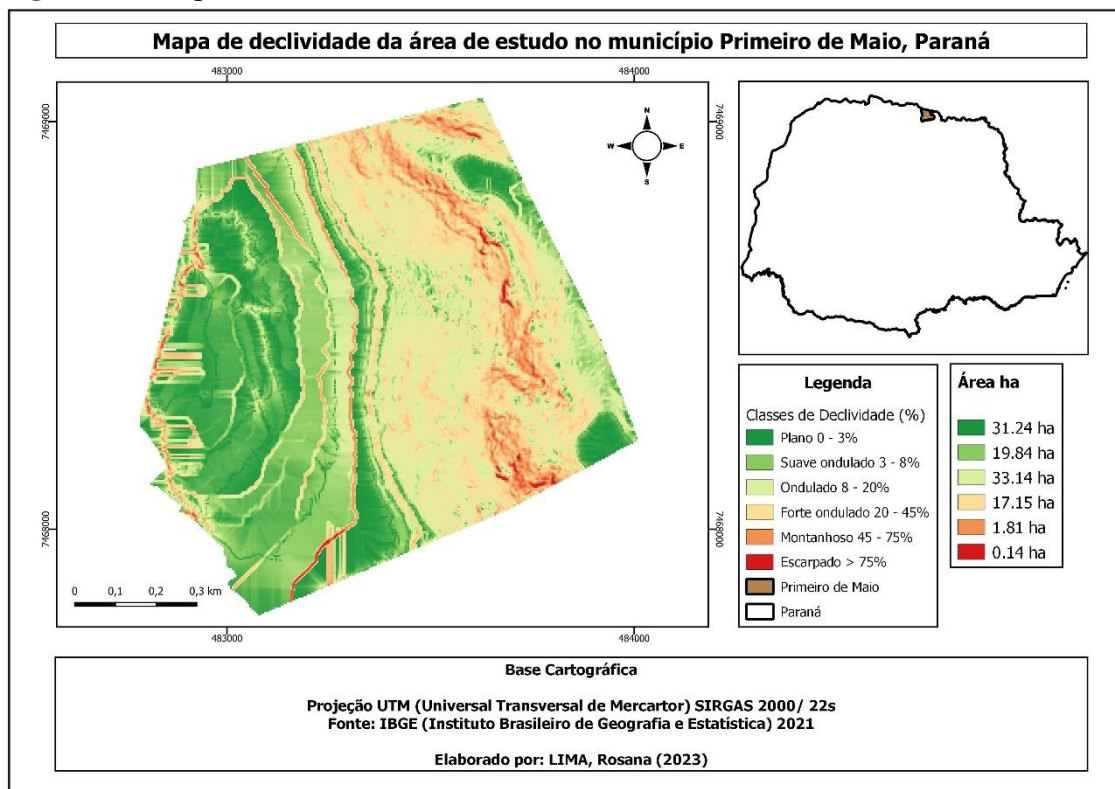 Mapa de declividade da área de estudo no município Primeiro de Maio, Paraná
483000
484000
7469000
7469000
N
W
E
S
7468000
7468000
0
0,1
0,2
0,3 km
483000
484000
Legenda
Classes de Declividade (%)
Plano 0 - 3%
Suave ondulado 3 - 8%
Ondulado 8 - 20%
Forte ondulado 20 - 45%
Montanhoso 45 - 75%
Escarpado > 75%
Primeiro de Maio
Paraná
Área ha
31.24 ha
19.84 ha
33.14 ha
17.15 ha
1.81 ha
0.14 ha
Base Cartográfica
Projeção UTM (Universal Transversal de Mercartor) SIRGAS 2000/ 22s
Fonte: IBGE (Instituto Brasileiro de Geografia e Estatística) 2021
Elaborado por: LIMA, Rosana (2023)